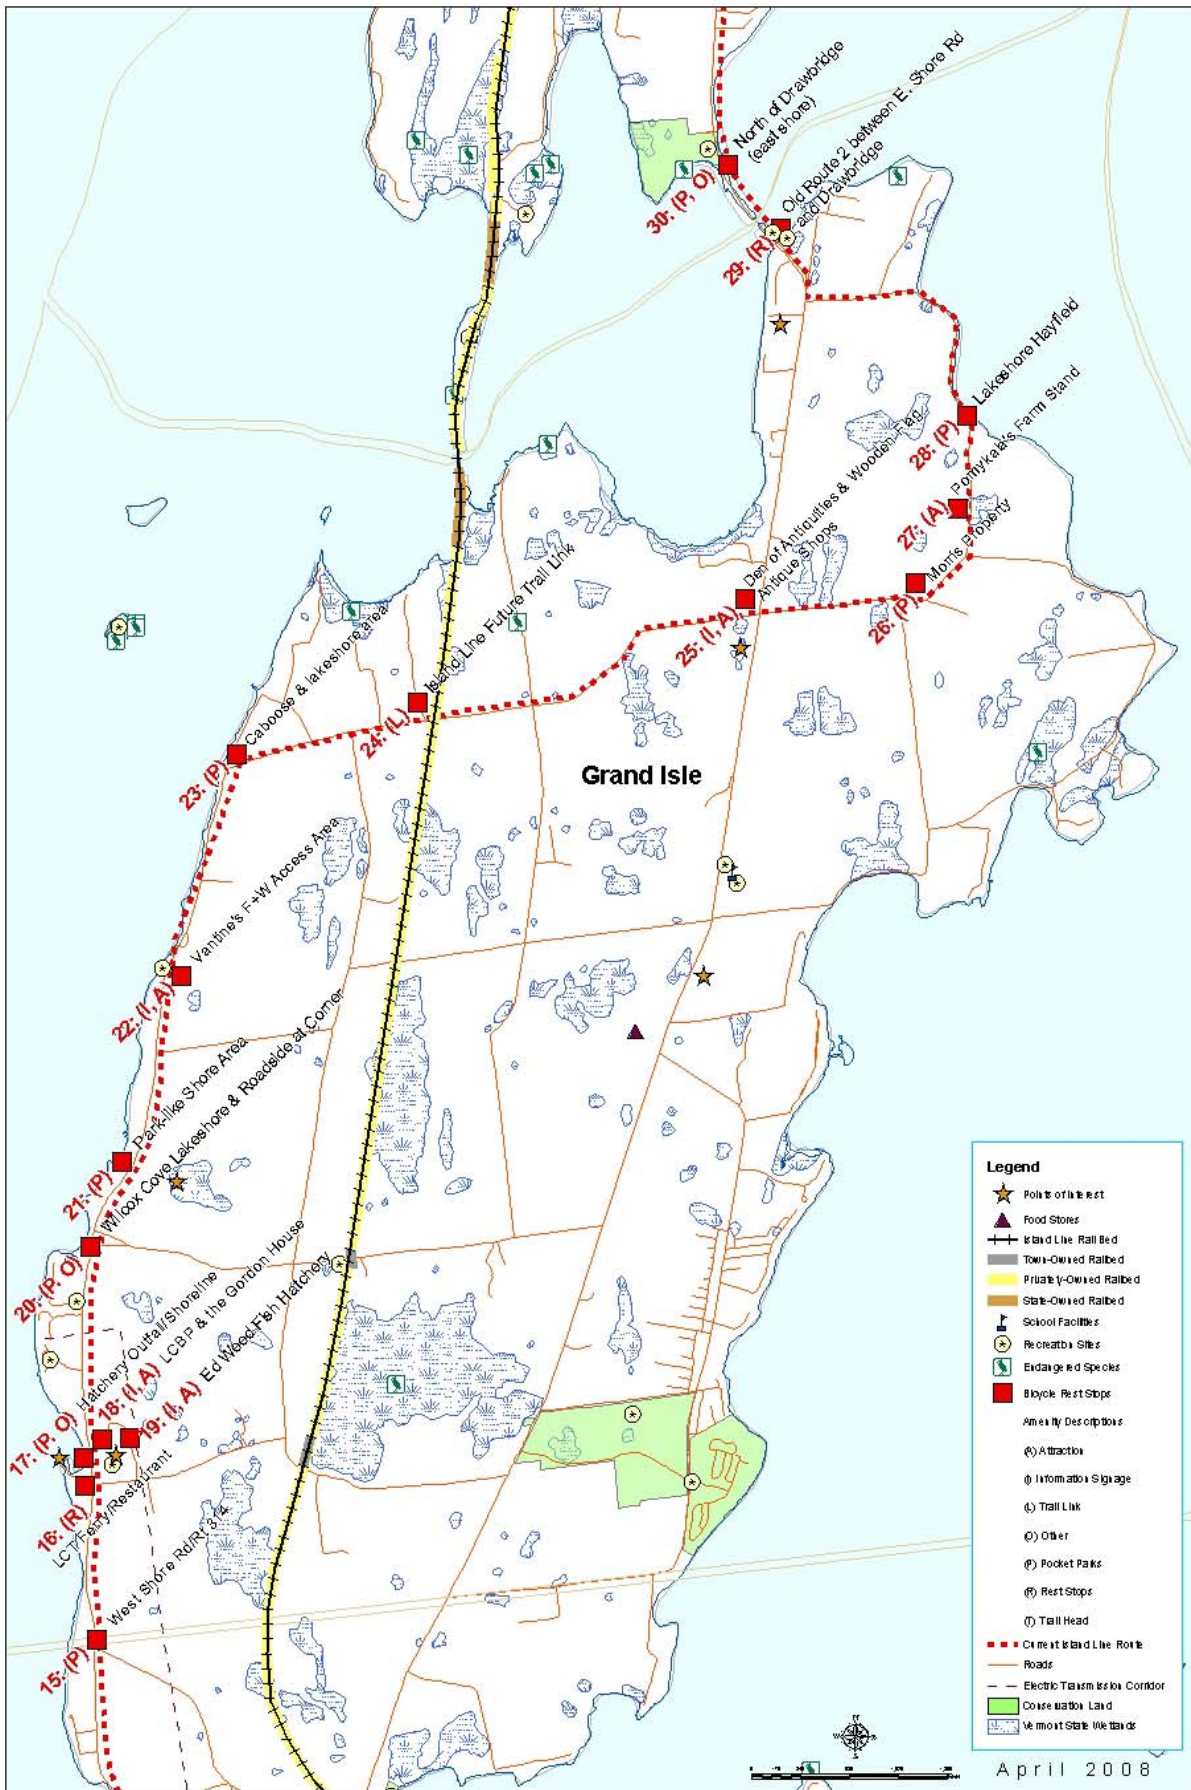 North of Drawbridge
(east shore)
30: (P, O)
Old Route 2 between E. Shore Rd
and Drawbridge
29: (R)
Lakeshore Hayfield
28: (P)
Pomykala's Farm Stand
27: (A)
Morris Property
26: (P)
Den of Antiquities & Wooden Flag
Antique Shops
25: (I, A)
Island Line Future Trail Link
24: (L)
Caboose & lakeshore area
23: (P)
Grand Isle
Vantine's F+W Access Area
22: (I, A)
Park-like Shore Area
21: (P)
Wilcox Cove Lakeshore & Roadside at Corner
20: (P, O)
Hatchery Outfall/Shoreline
17: (P, O)
LCBP & the Gordon House
18: (I, A)
Ed Weed Fish Hatchery
19: (I, A)
16: (R)
LCT/Ferry/Restaurant
West Shore Rd/Rt 314
15: (P)
Legend
Points of Interest
Food Stores
Island Line Rail Bed
Town-Owned Railbed
Privately-Owned Railbed
State-Owned Railbed
School Facilities
Recreation Sites
Endangered Species
Bicycle Rest Stops
Amenity Descriptions
(A) Attraction
(I) Information Signage
(L) Trail Link
(O) Other
(P) Pocket Parks
(R) Rest Stops
(T) Trail Head
Current Island Line Route
Roads
Electric Transmission Corridor
Conservation Land
Vermont State Wetlands
April 2008